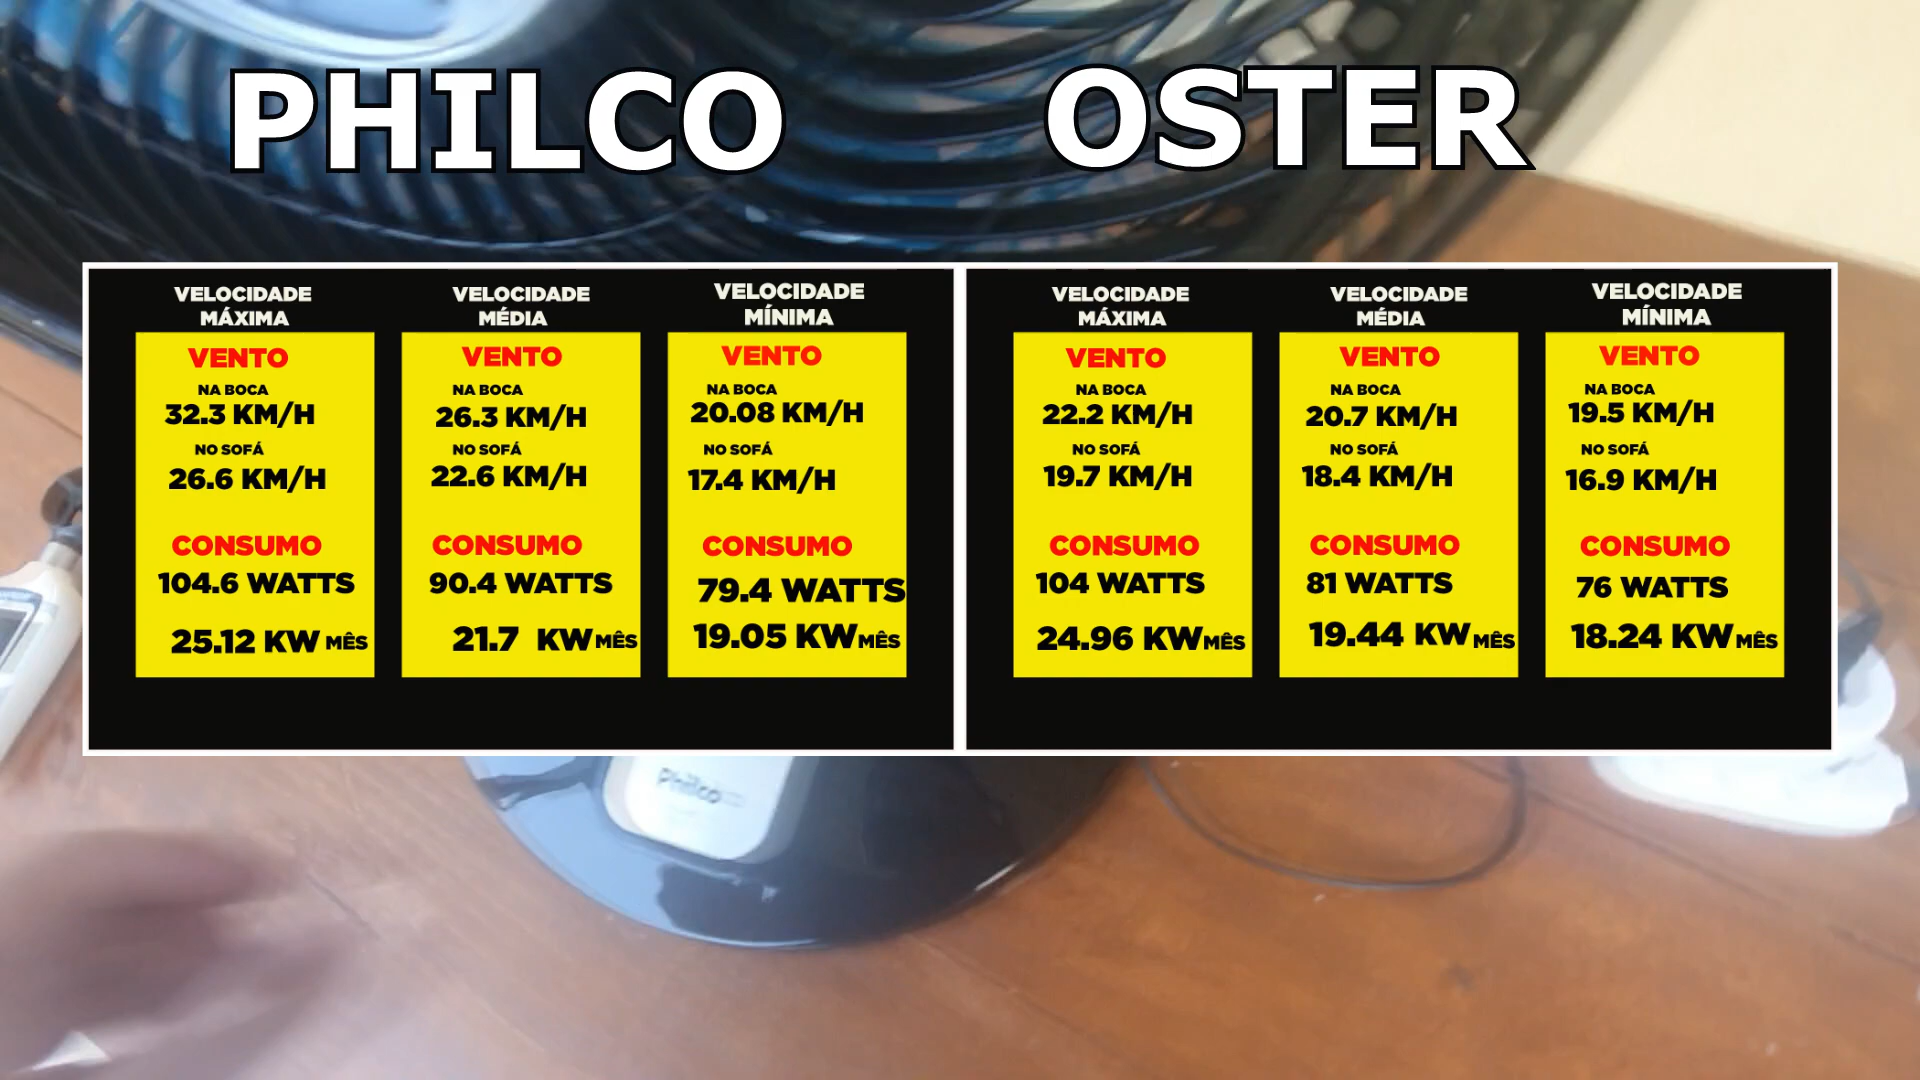 PHILCO
OSTER
VELOCIDADE
MÁXIMA
VENTO
NA BOCA
32.3 KM/H
NO SOFÁ
26.6 KM/H
CONSUMO
104.6 WATTS
25.12 KW MÊS
VELOCIDADE
MÉDIA
VENTO
NA BOCA
26.3 KM/H
NO SOFÁ
22.6 KM/H
CONSUMO
90.4 WATTS
21.7 KW MÊS
VELOCIDADE
MÍNIMA
VENTO
NA BOCA
20.08 KM/H
NO SOFÁ
17.4 KM/H
CONSUMO
79.4 WATTS
19.05 KW MÊS
VELOCIDADE
MÁXIMA
VENTO
NA BOCA
22.2 KM/H
NO SOFÁ
19.7 KM/H
CONSUMO
104 WATTS
24.96 KW MÊS
VELOCIDADE
MÉDIA
VENTO
NA BOCA
20.7 KM/H
NO SOFÁ
18.4 KM/H
CONSUMO
81 WATTS
19.44 KW MÊS
VELOCIDADE
MÍNIMA
VENTO
NA BOCA
19.5 KM/H
NO SOFÁ
16.9 KM/H
CONSUMO
76 WATTS
18.24 KW MÊS
Philco